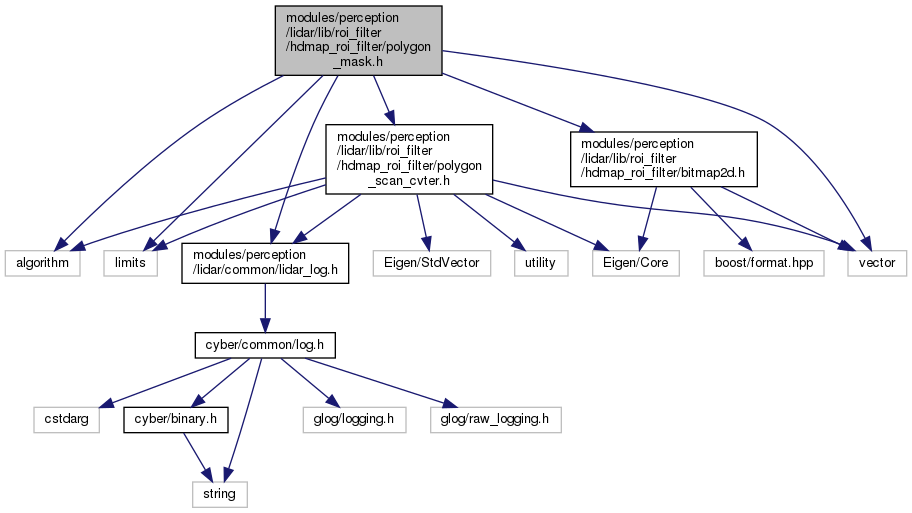 modules/perception
/lidar/lib/roi_filter
/hdmap_roi_filter/polygon
_mask.h
modules/perception
/lidar/lib/roi_filter
/hdmap_roi_filter/polygon
_scan_cvter.h
modules/perception
/lidar/lib/roi_filter
/hdmap_roi_filter/bitmap2d.h
algorithm
limits
modules/perception
/lidar/common/lidar_log.h
Eigen/StdVector
utility
Eigen/Core
boost/format.hpp
vector
cyber/common/log.h
cstdarg
cyber/binary.h
glog/logging.h
glog/raw_logging.h
string